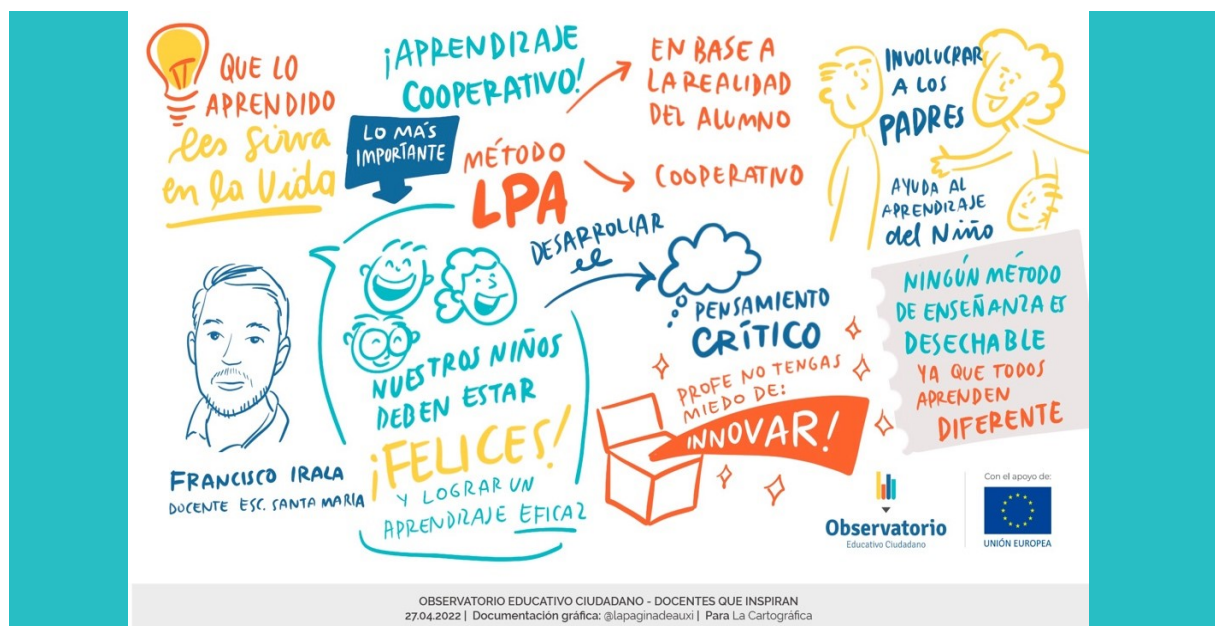 QUE LO
APRENDIDO
les sirva
en la Vida
¡APRENDIZAJE
COOPERATIVO!
LO MÁS
IMPORTANTE
MÉTODO
LPA
EN BASE A
LA REALIDAD
DEL ALUMNO
COOPERATIVO
INVOLUCRAR
A LOS
PADRES
AYUDA AL
APRENDIZAJE
del Niño
DESARROLLAR
el
PENSAMIENTO
CRÍTICO
NUESTROS NIÑOS
DEBEN ESTAR
¡FELICES!
Y LOGRAR UN
APRENDIZAJE EFICAZ
FRANCISCO IRALA
DOCENTE ESC. SANTA MARIA
PROFE NO TENGAS
MIEDO DE:
INNOVAR!
NINGÚN MÉTODO
DE ENSEÑANZA ES
DESECHABLE
YA QUE TODOS
APRENDEN
DIFERENTE
Observatorio
Educativo Ciudadano
Con el apoyo de:
UNIÓN EUROPEA
OBSERVATORIO EDUCATIVO CIUDADANO - DOCENTES QUE INSPIRAN
27.04.2022 | Documentación gráfica: @lapaginadeauxi | Para La Cartográfica